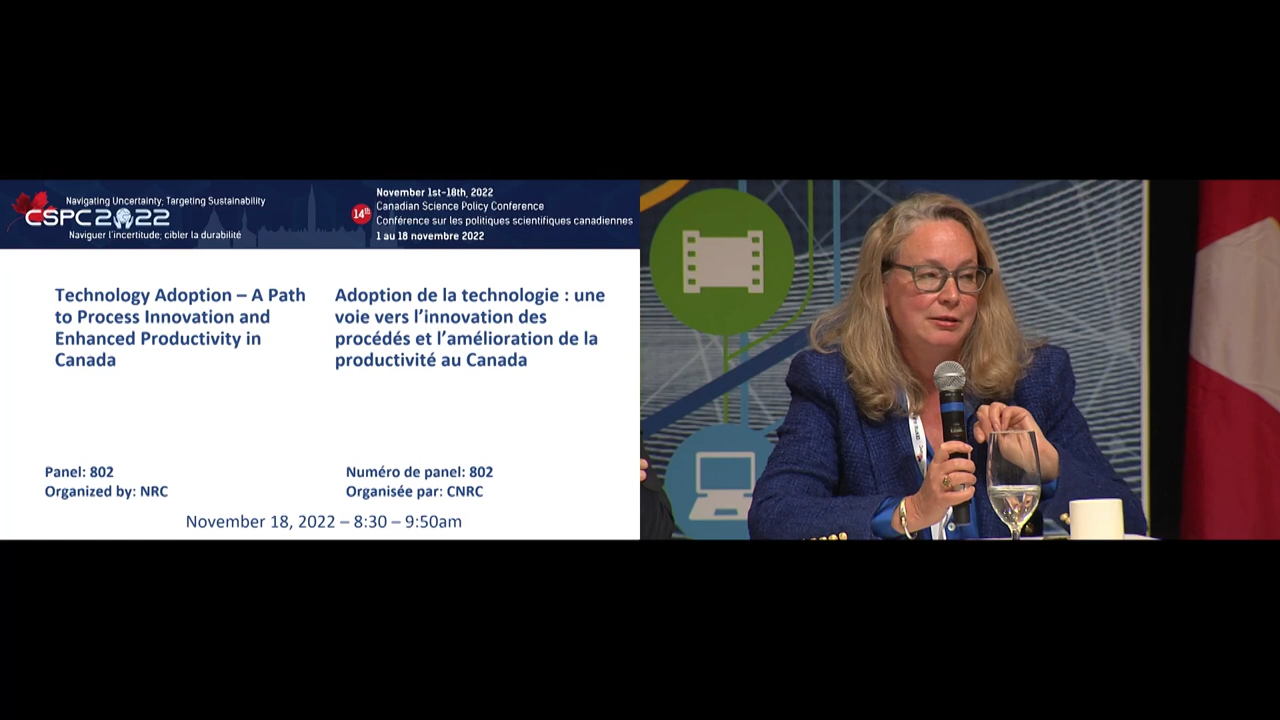 Navigating Uncertainty; Targeting Sustainability
CSPC2022
Naviguer l'incertitude; cibler la durabilité
14th
November 1st-18th, 2022
Canadian Science Policy Conference
Conférence sur les politiques scientifiques canadiennes
1 au 18 novembre 2022
Technology Adoption – A Path
to Process Innovation and
Enhanced Productivity in
Canada
Adoption de la technologie : une
voie vers l'innovation des
procédés et l'amélioration de la
productivité au Canada
Panel: 802
Organized by: NRC
Numéro de panel: 802
Organisée par: CNRC
November 18, 2022 – 8:30 – 9:50am